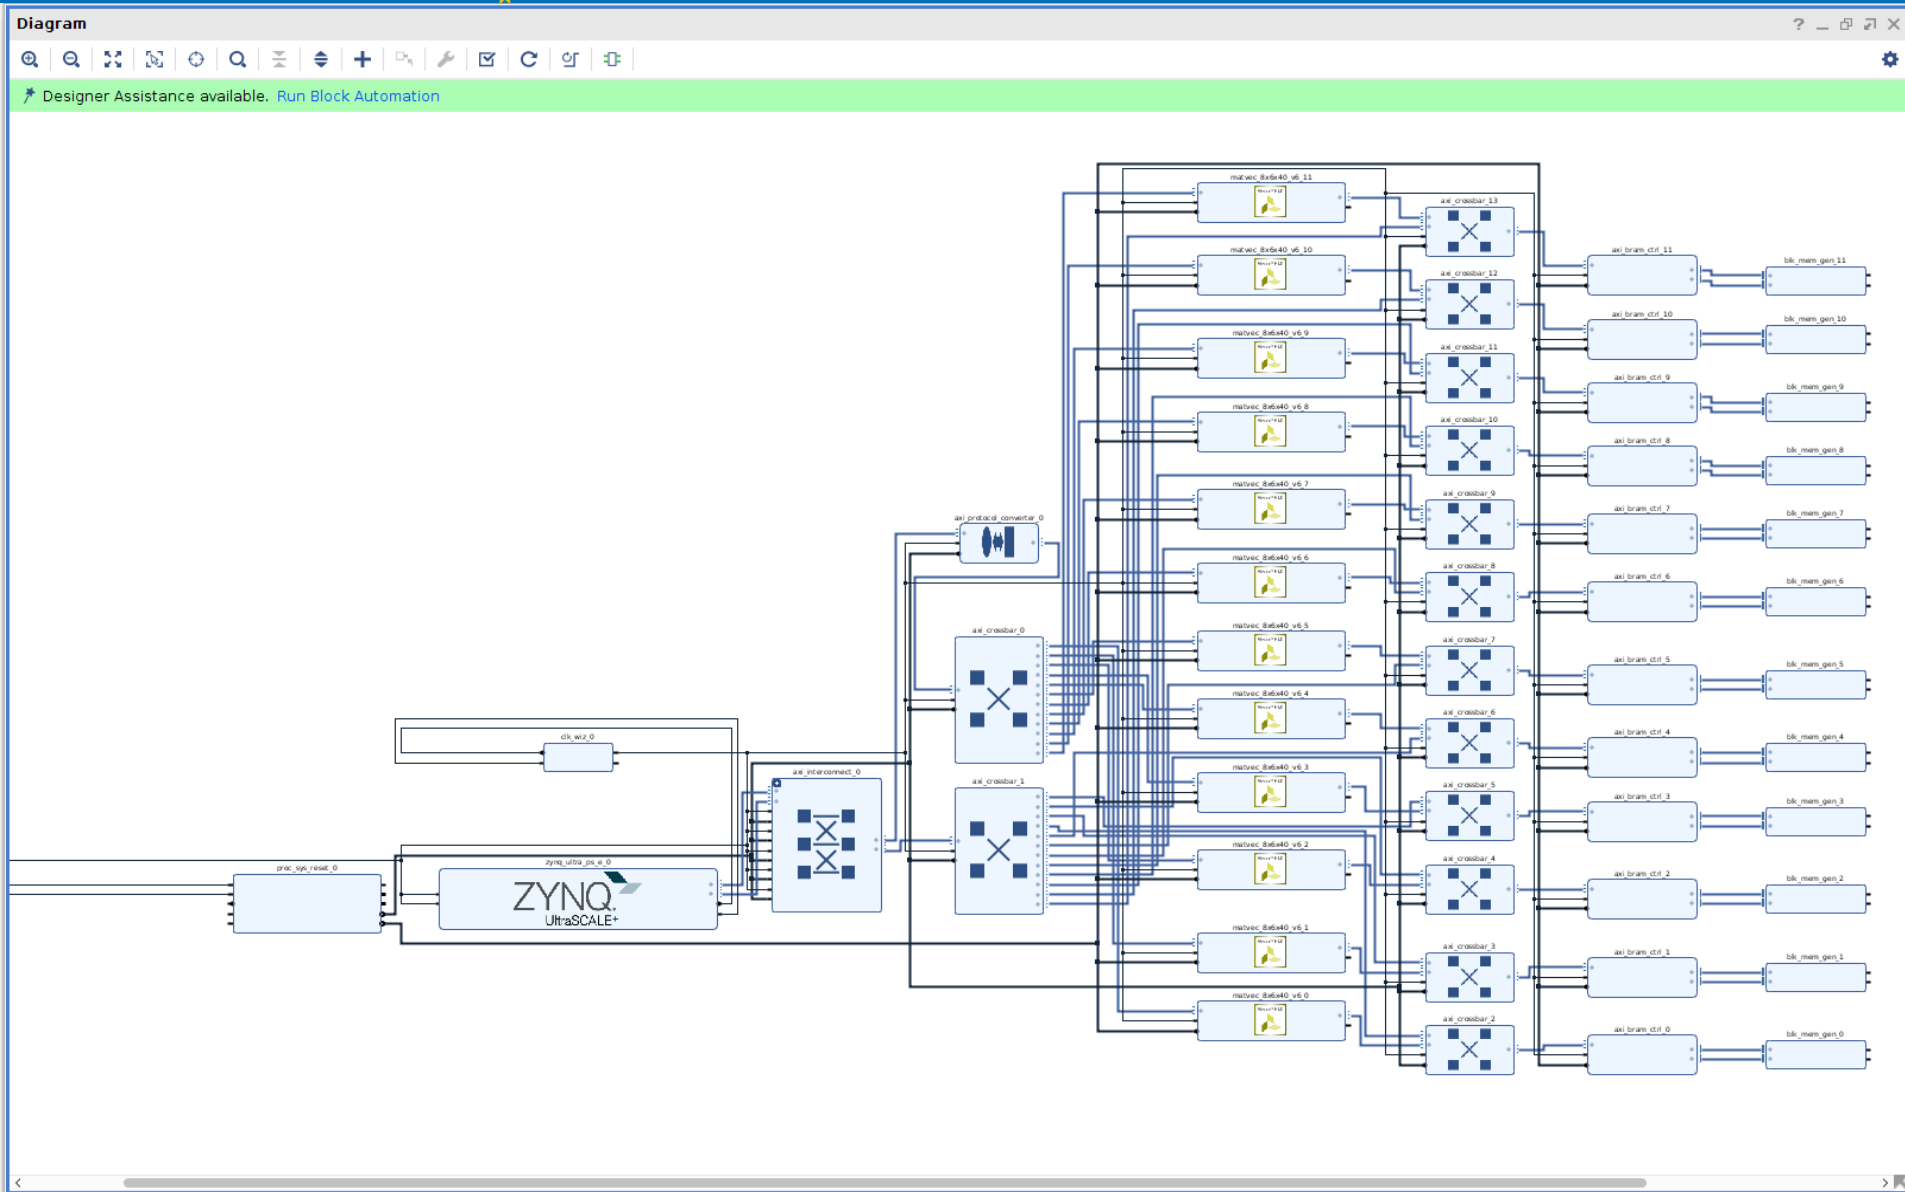 Diagram
Designer Assistance available. Run Block Automation
matvec_8x6x40_v6_11
axi_crossbar_13
matvec_8x6x40_v6_10
axi_bram_ctrl_11
blk_mem_gen_11
axi_crossbar_12
axi_bram_ctrl_10
blk_mem_gen_10
matvec_8x6x40_v6_9
axi_crossbar_11
axi_bram_ctrl_9
blk_mem_gen_9
matvec_8x6x40_v6_8
axi_crossbar_10
axi_bram_ctrl_8
blk_mem_gen_8
matvec_8x6x40_v6_7
axi_crossbar_9
axi_bram_ctrl_7
blk_mem_gen_7
axi_protocol_converter_0
matvec_8x6x40_v6_6
axi_crossbar_8
axi_bram_ctrl_6
blk_mem_gen_6
axi_crossbar_0
matvec_8x6x40_v6_5
axi_crossbar_7
axi_bram_ctrl_5
blk_mem_gen_5
matvec_8x6x40_v6_4
axi_crossbar_6
axi_bram_ctrl_4
blk_mem_gen_4
clk_wiz_0
axi_interconnect_0
axi_crossbar_1
matvec_8x6x40_v6_3
axi_crossbar_5
axi_bram_ctrl_3
blk_mem_gen_3
matvec_8x6x40_v6_2
axi_crossbar_4
axi_bram_ctrl_2
blk_mem_gen_2
proc_sys_reset_0
zynq_ultra_ps_e_0
ZYNQ.
UltraSCALE+
matvec_8x6x40_v6_1
axi_crossbar_3
axi_bram_ctrl_1
blk_mem_gen_1
matvec_8x6x40_v6_0
axi_crossbar_2
axi_bram_ctrl_0
blk_mem_gen_0